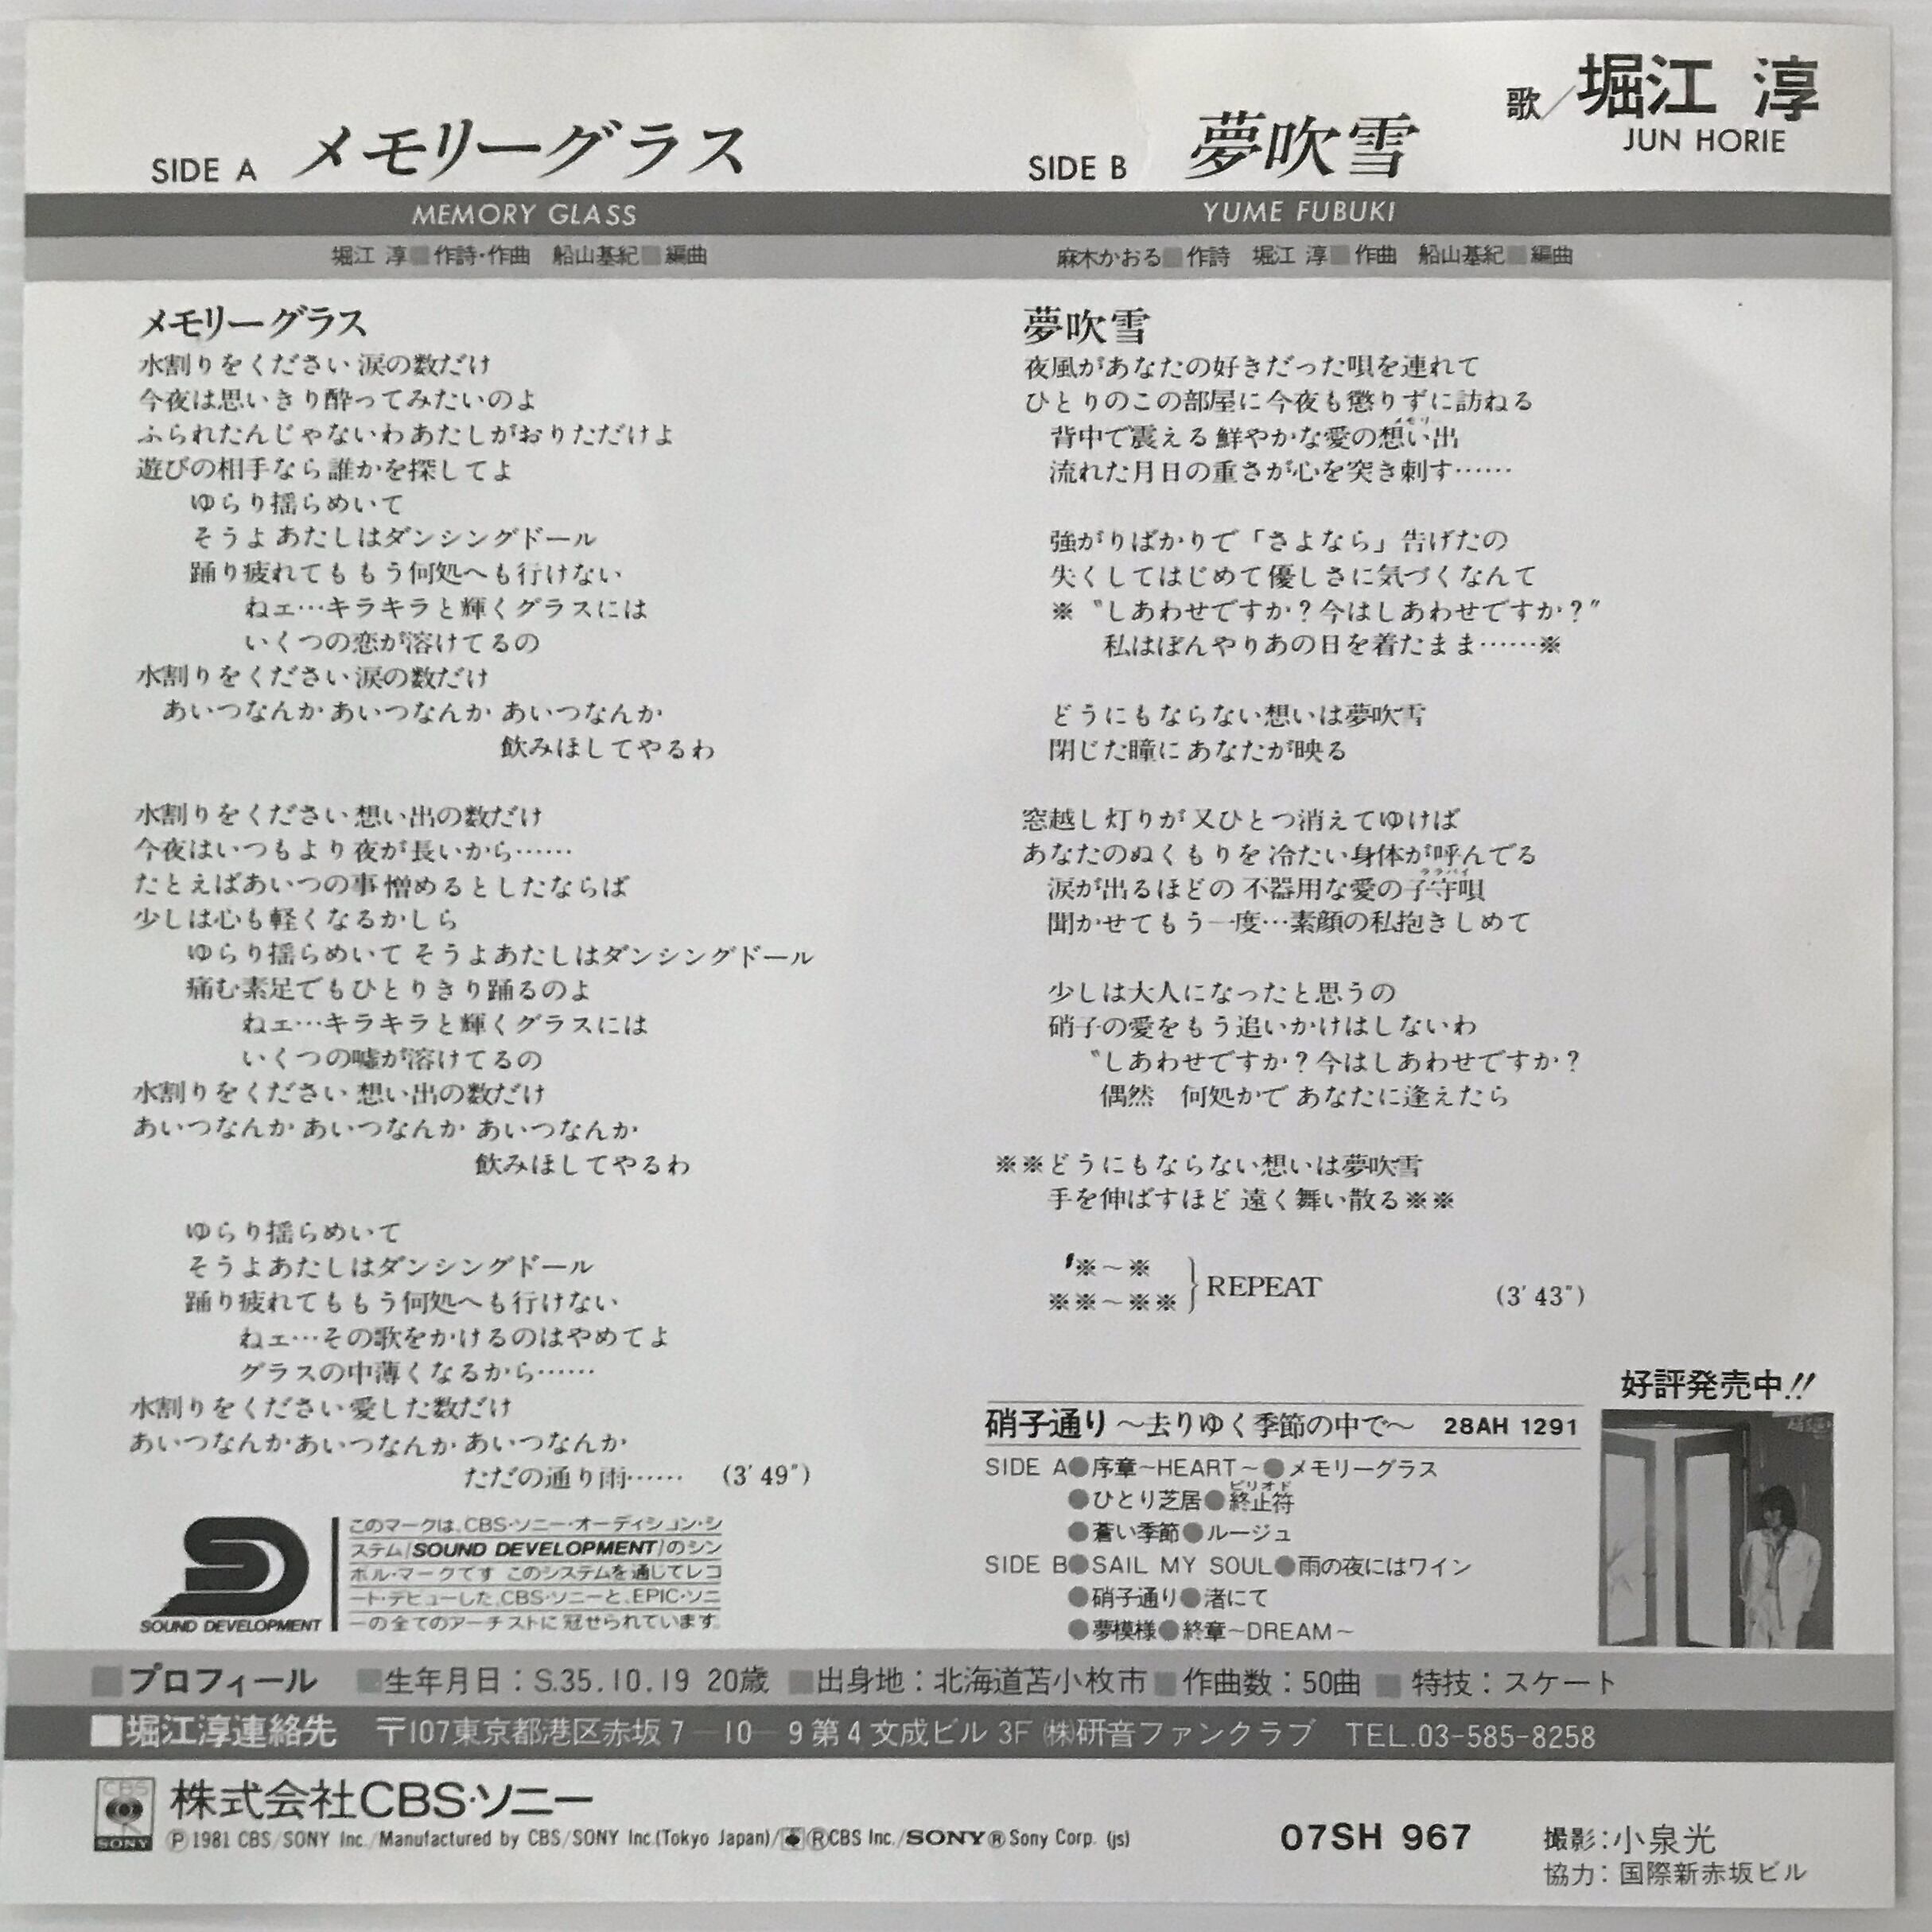 歌／堀江 淳
JUN HORIE
SIDE A メモリーグラス
MEMORY GLASS
堀江 淳■作詩・作曲 船山基紀■編曲
メモリーグラス
水割りをください 涙の数だけ
今夜は思いきり酔ってみたいのよ
ふられたんじゃないわ あたしがおりただけよ
遊びの相手なら 誰かを探してよ
ゆらり揺らめいて
そうよ あたしはダンシングドール
踊り疲れても もう何処へも行けない
ねェ…キラキラと輝くグラスには
いくつの恋が溶けてるの
水割りをください 涙の数だけ
あいつなんか あいつなんか あいつなんか
飲みほしてやるわ
水割りをください 想い出の数だけ
今夜はいつもより 夜が長いから……
たとえばあいつの事 憎めるとしたならば
少しは心も軽くなるかしら
ゆらり揺らめいて そうよあたしはダンシングドール
痛む素足でもひとりきり踊るのよ
ねェ…キラキラと輝くグラスには
いくつの嘘が溶けてるの
水割りをください 想い出の数だけ
あいつなんか あいつなんか あいつなんか
飲みほしてやるわ
ゆらり揺らめいて
そうよあたしはダンシングドール
踊り疲れてももう何処へも行けない
ねェ…その歌をかけるのはやめてよ
グラスの中薄くなるから……
水割りをください 愛した数だけ
あいつなんか あいつなんか あいつなんか
ただの通り雨…… (3′49″)
SOUND DEVELOPMENT
このマークは、CBS・ソニー・オーディション・シ
ステム/SOUND DEVELOPMENT/のシン
ボル・マークです このシステムを通じてレコ
ード・デビューした、CBS・ソニーと、EPIC・ソニ
ーの全てのアーチストに冠せられています。
SIDE B 夢吹雪
YUME FUBUKI
麻木かおる■作詩 堀江 淳■作曲 船山基紀■編曲
夢吹雪
夜風があなたの好きだった唄を連れて
ひとりのこの部屋に今夜も懲りずに訪ねる
メモリー
背中で震える 鮮やかな愛の想い出
流れた月日の重さが心を突き刺す……
強がりばかりで「さよなら」告げたの
失くしてはじめて優しさに気づくなんて
※〝しあわせですか？今はしあわせですか？″
私はぼんやりあの日を着たまま……※
どうにもならない想いは夢吹雪
閉じた瞳に あなたが映る
窓越し灯りが 又ひとつ消えてゆけば
あなたのぬくもりを 冷たい身体が呼んでる
ララバイ
涙が出るほどの 不器用な愛の子守唄
聞かせてもう一度…素顔の私抱きしめて
少しは大人になったと思うの
硝子の愛をもう追いかけはしないわ
〝しあわせですか？今はしあわせですか？
偶然 何処かで あなたに逢えたら
※※どうにもならない想いは夢吹雪
手を伸ばすほど 遠く舞い散る※※
※～※
※※～※※ } REPEAT (3′43″)
好評発売中!!
硝子通り ～去りゆく季節の中で～ 28AH 1291
SIDE A●序章～HEART～●メモリーグラス
ピリオド
●ひとり芝居●終止符
●蒼い季節●ルージュ
SIDE B●SAIL MY SOUL●雨の夜にはワイン
●硝子通り●渚にて
●夢模様●終章～DREAM～
■プロフィール ■生年月日：S.35.10.19 20歳 ■出身地：北海道苫小枚市 ■作曲数：50曲 ■特技：スケート
■堀江淳連絡先 〒107東京都港区赤坂7－10－9第4文成ビル3F ㈱研音ファンクラブ TEL.03-585-8258
CBS
SONY
株式会社CBS・ソニー
Ⓟ1981 CBS/SONY Inc./Manufactured by CBS/SONY Inc.(Tokyo Japan)/®CBS Inc./SONY® Sony Corp. (js)
07SH 967
撮影：小泉光
協力：国際新赤坂ビル